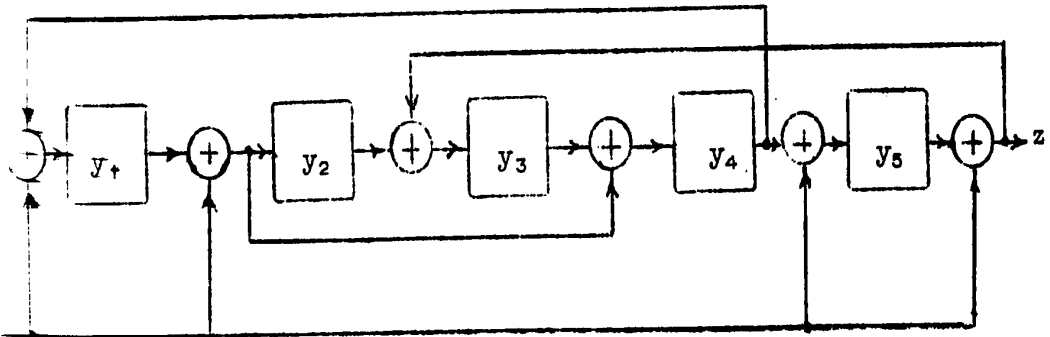 y₁ + y₂ + y₃ + y₄ + y₅ + z